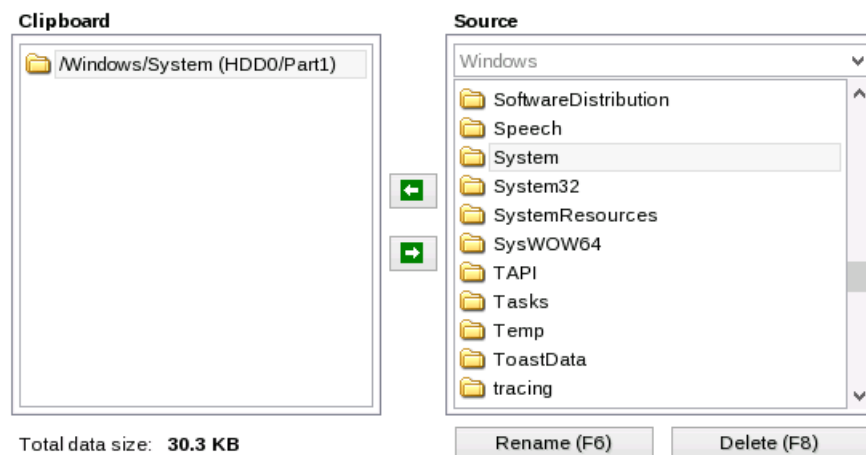 Clipboard
/Windows/System (HDD0/Part1)
Total data size: 30.3 KB
Source
Windows
SoftwareDistribution
Speech
System
System32
SystemResources
SysWOW64
TAPI
Tasks
Temp
ToastData
tracing
Rename (F6)
Delete (F8)